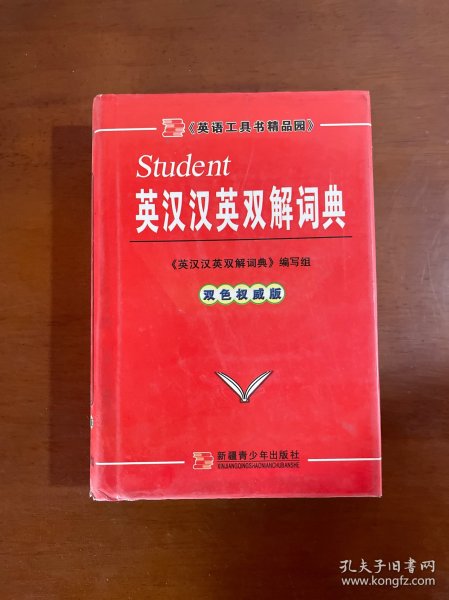 《英语工具书精品园》
Student
英汉汉英双解词典
《英汉汉英双解词典》编写组
双色权威版
新疆青少年出版社
XINJIANGQINGSHAONIANCHUBANSHE
孔夫子旧书网
www.kongfz.com